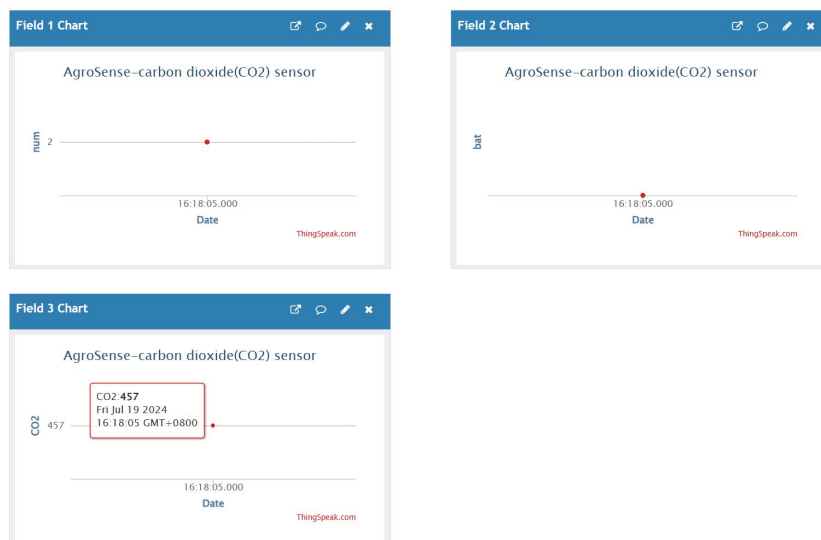 Field 1 Chart
AgroSense-carbon dioxide(CO2) sensor
num
2
16:18:05.000
Date
ThingSpeak.com
Field 2 Chart
AgroSense-carbon dioxide(CO2) sensor
bat
16:18:05.000
Date
ThingSpeak.com
Field 3 Chart
AgroSense-carbon dioxide(CO2) sensor
CO2:457
Fri Jul 19 2024
16:18:05 GMT+0800
CO2
457
16:18:05.000
Date
ThingSpeak.com